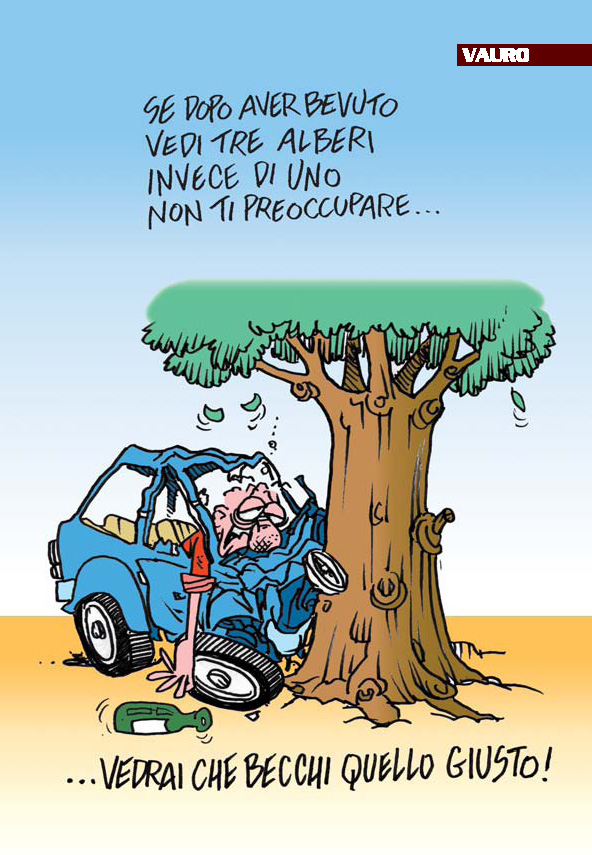 VAURO
SE DOPO AVER BEVUTO
VEDI TRE ALBERI
INVECE DI UNO
NON TI PREOCCUPARE...
...VEDRAI CHE BECCHI QUELLO GIUSTO!